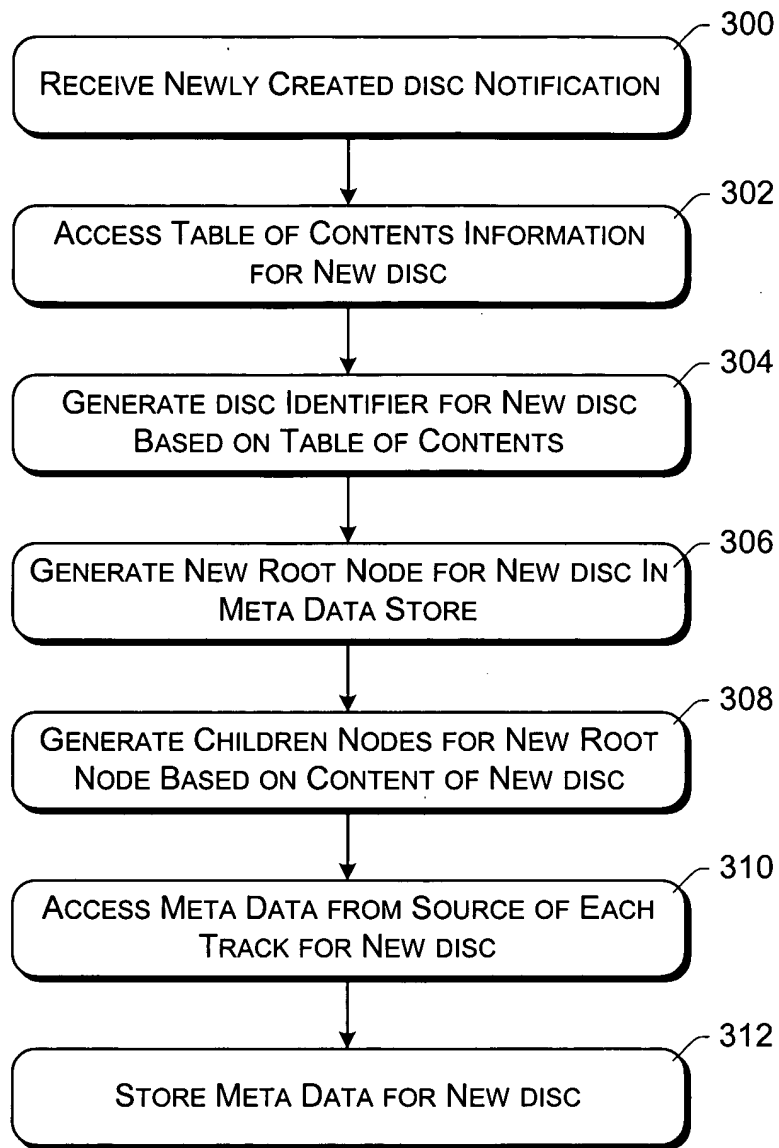 300
RECEIVE NEWLY CREATED DISC NOTIFICATION
302
ACCESS TABLE OF CONTENTS INFORMATION
FOR NEW DISC
304
GENERATE DISC IDENTIFIER FOR NEW DISC
BASED ON TABLE OF CONTENTS
306
GENERATE NEW ROOT NODE FOR NEW DISC IN
META DATA STORE
308
GENERATE CHILDREN NODES FOR NEW ROOT
NODE BASED ON CONTENT OF NEW DISC
310
ACCESS META DATA FROM SOURCE OF EACH
TRACK FOR NEW DISC
312
STORE META DATA FOR NEW DISC